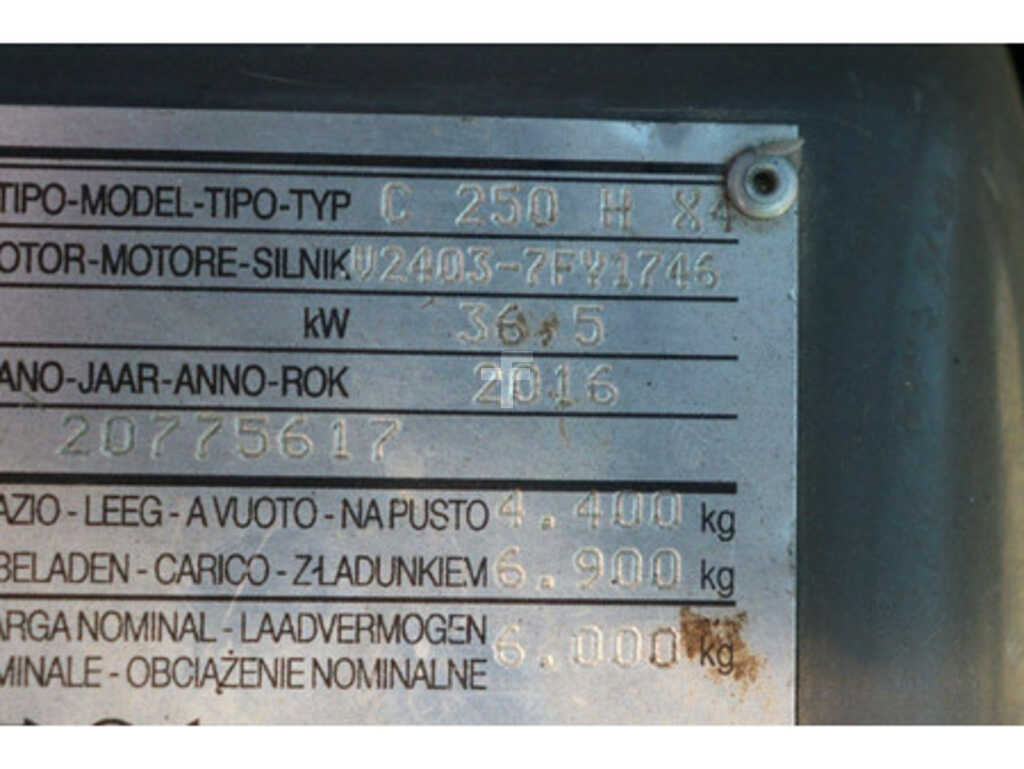 TIPO-MODEL-TIPO-TYP C 250 H X4
OTOR-MOTORE-SILNIK V2403-7FY1746
kW 36,5
ANO-JAAR-ANNO-ROK 2016
20775617
AZIO - LEEG - A VUOTO - NA PUSTO 4.400 kg
BELADEN - CARICO - Z-ŁADUNKIEM 6.900 kg
ARGA NOMINAL - LAADVERMOGEN
MINALE - OBCIĄŻENIE NOMINALNE 6.000 kg